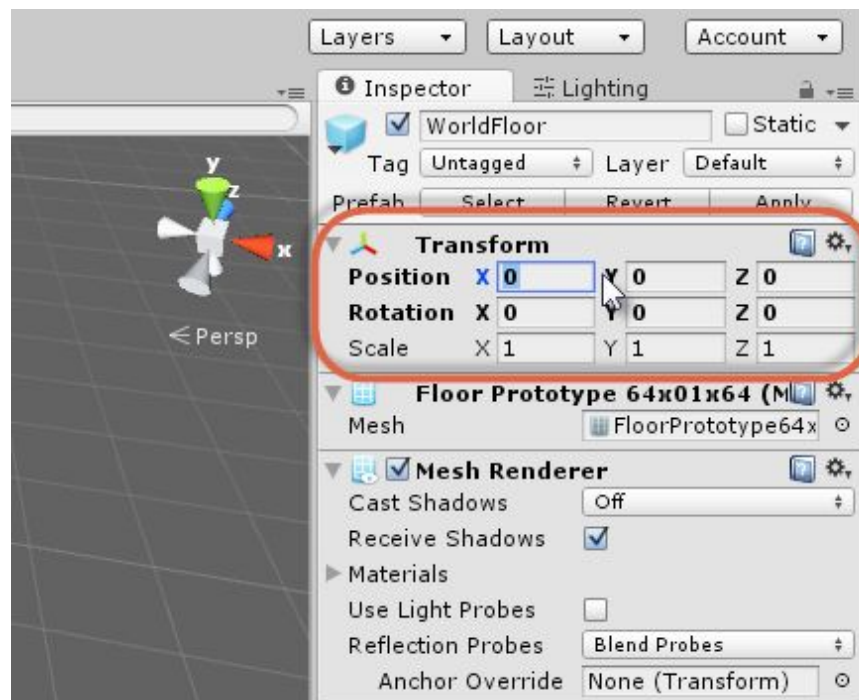 Layers Layout Account
Inspector Lighting
WorldFloor Static
Tag Untagged Layer Default
Prefab Select Revert Apply
y
z
x
Persp
Transform
Position X 0 Y 0 Z 0
Rotation X 0 Y 0 Z 0
Scale X 1 Y 1 Z 1
Floor Prototype 64x01x64 (M
Mesh FloorPrototype64x
Mesh Renderer
Cast Shadows Off
Receive Shadows
Materials
Use Light Probes
Reflection Probes Blend Probes
Anchor Override None (Transform)